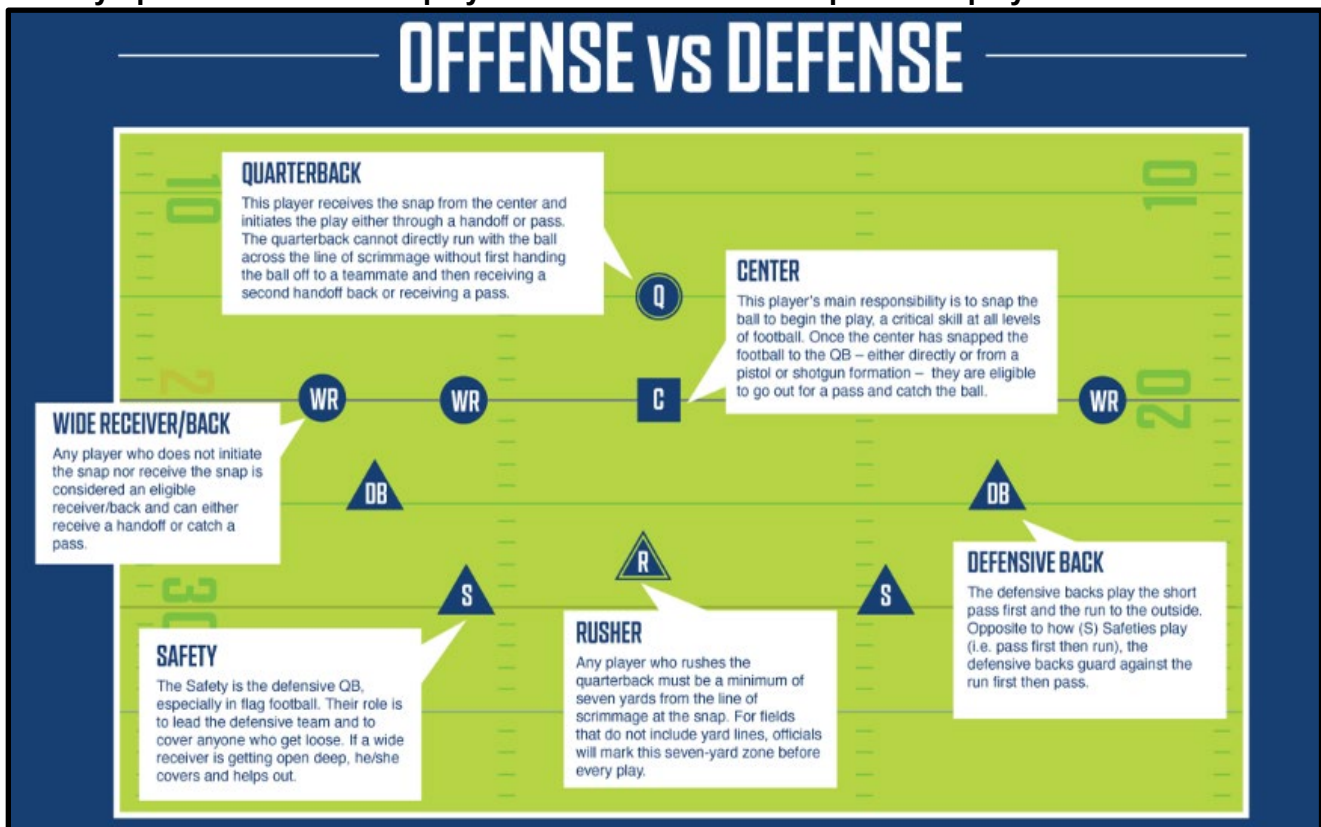 OFFENSE VS DEFENSE
10
10
QUARTERBACK
This player receives the snap from the center and
initiates the play either through a handoff or pass.
The quarterback cannot directly run with the ball
across the line of scrimmage without first handing
the ball off to a teammate and then receiving a
second handoff back or receiving a pass.
Q
CENTER
This player's main responsibility is to snap the
ball to begin the play, a critical skill at all levels
of football. Once the center has snapped the
football to the QB – either directly or from a
pistol or shotgun formation – they are eligible
to go out for a pass and catch the ball.
2
WR
WR
C
WR
20
WIDE RECEIVER/BACK
Any player who does not initiate
the snap nor receive the snap is
considered an eligible
receiver/back and can either
receive a handoff or catch a
pass.
DB
DB
R
S
S
30
DEFENSIVE BACK
The defensive backs play the short
pass first and the run to the outside.
Opposite to how (S) Safeties play
(i.e. pass first then run), the
defensive backs guard against the
run first then pass.
SAFETY
The Safety is the defensive QB,
especially in flag football. Their role is
to lead the defensive team and to
cover anyone who get loose. If a wide
receiver is getting open deep, he/she
covers and helps out.
RUSHER
Any player who rushes the
quarterback must be a minimum of
seven yards from the line of
scrimmage at the snap. For fields
that do not include yard lines, officials
will mark this seven-yard zone before
every play.